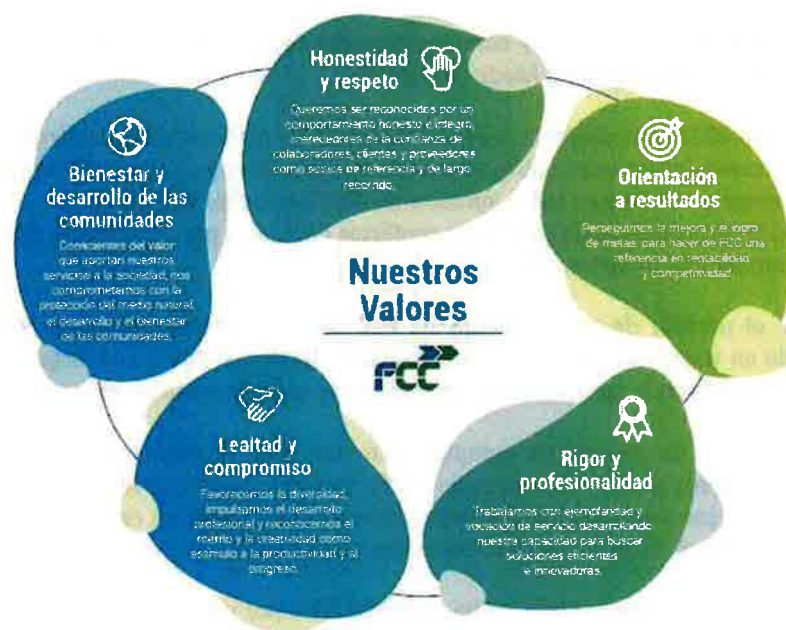 Honestidad
y respeto
Queremos ser reconocidos por un
comportamiento honesto e íntegro,
merecedores de la confianza de
colaboradores, clientes y proveedores
como socios de referencia y de largo
recorrido.
Orientación
a resultados
Perseguimos la mejora y el logro
de metas, para hacer de FCC una
referencia en rentabilidad
y competitividad.
Bienestar y
desarrollo de las
comunidades
Conscientes del valor
que aportan nuestros
servicios a la sociedad, nos
comprometemos con la
protección del medio natural,
el desarrollo y el bienestar
de las comunidades.
Nuestros
Valores
FCC
Lealtad y
compromiso
Favorecemos la diversidad,
impulsamos el desarrollo
profesional y reconocemos el
mérito y la creatividad como
estímulo a la productividad y al
progreso.
Rigor y
profesionalidad
Trabajamos con ejemplaridad y
vocación de servicio desarrollando
nuestra capacidad para buscar
soluciones eficientes
e innovadoras.